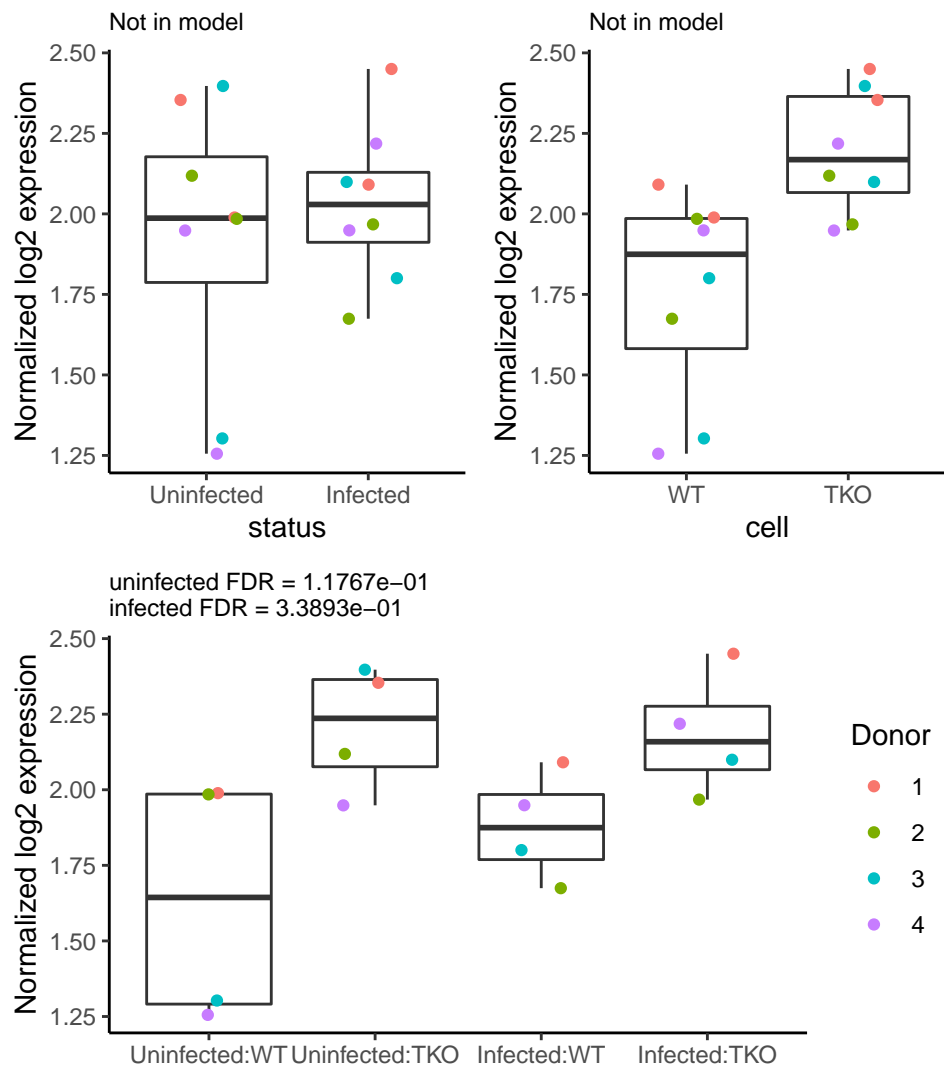 Not in model
Normalized log2 expression
2.50
2.25
2.00
1.75
1.50
1.25
Uninfected Infected
status
Not in model
Normalized log2 expression
2.50
2.25
2.00
1.75
1.50
1.25
WT TKO
cell
uninfected FDR = 1.1767e−01
infected FDR = 3.3893e−01
Normalized log2 expression
2.50
2.25
2.00
1.75
1.50
1.25
Uninfected:WT Uninfected:TKO Infected:WT Infected:TKO
Donor
1
2
3
4